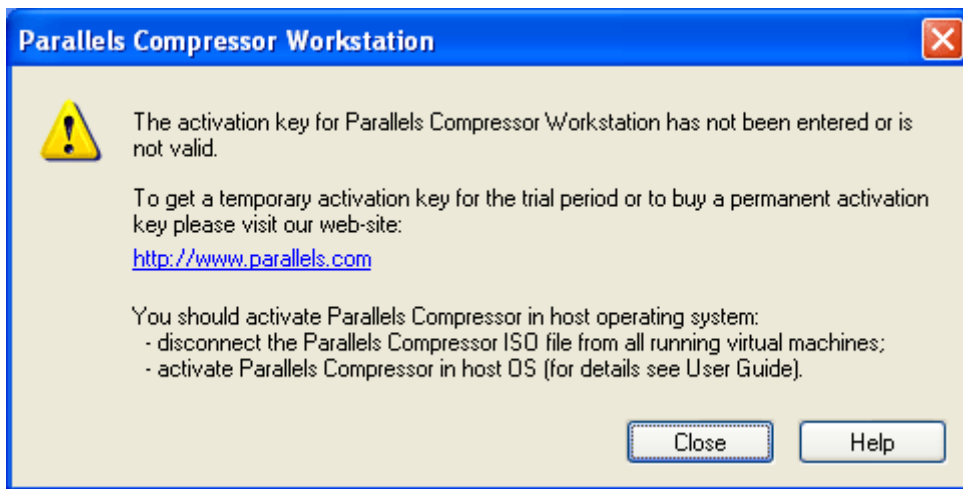 Parallels Compressor Workstation
The activation key for Parallels Compressor Workstation has not been entered or is
not valid.
To get a temporary activation key for the trial period or to buy a permanent activation
key please visit our web-site:
http://www.parallels.com
You should activate Parallels Compressor in host operating system:
- disconnect the Parallels Compressor ISO file from all running virtual machines;
- activate Parallels Compressor in host OS (for details see User Guide).
Close Help